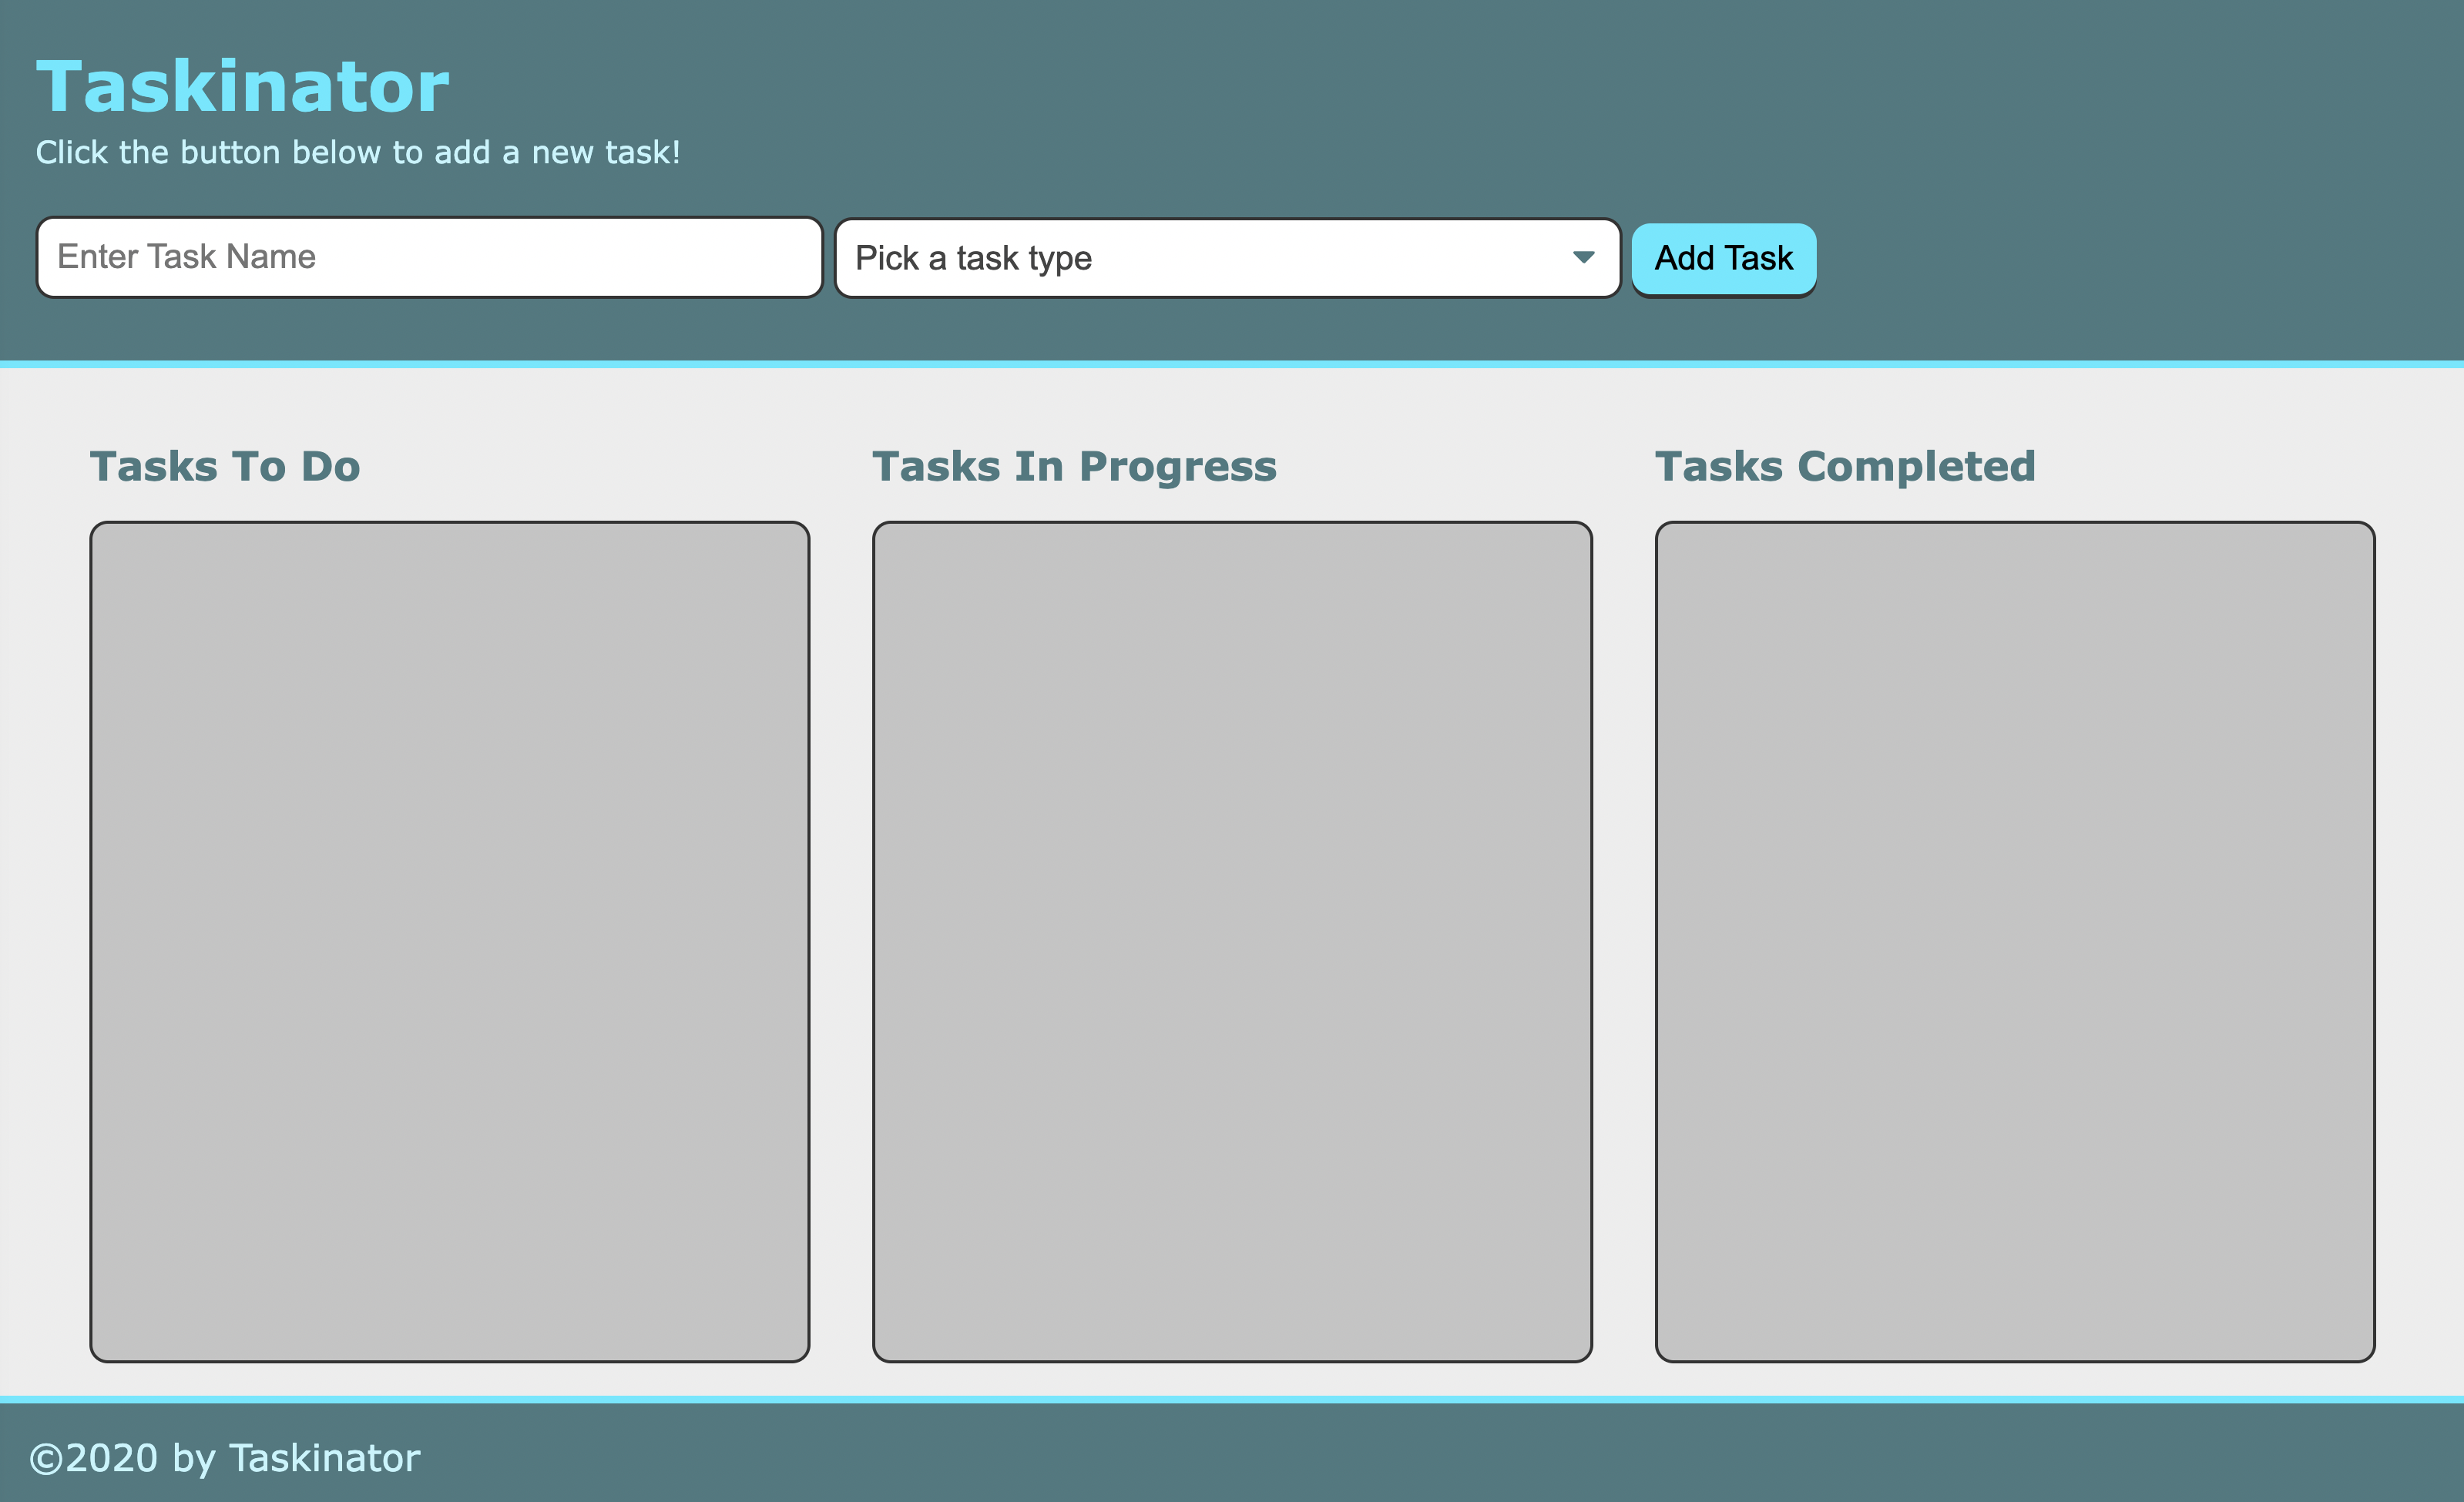 Taskinator
Click the button below to add a new task!
Enter Task Name
Pick a task type
Add Task
Tasks To Do
Tasks In Progress
Tasks Completed
©2020 by Taskinator